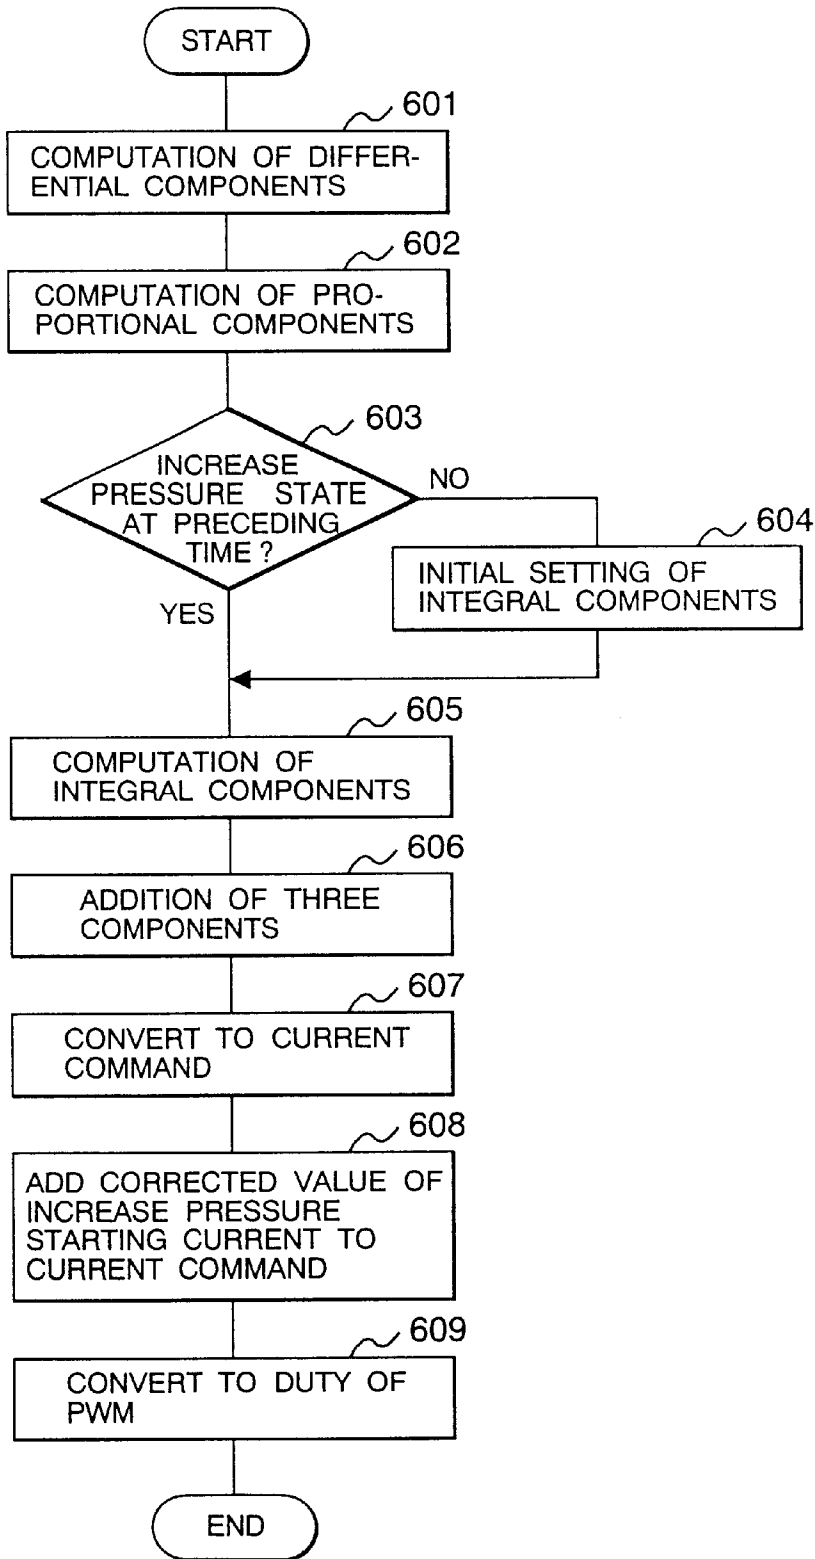 START
601
COMPUTATION OF DIFFER-
ENTIAL COMPONENTS
602
COMPUTATION OF PRO-
PORTIONAL COMPONENTS
603
INCREASE
PRESSURE STATE
AT PRECEDING
TIME ?
NO
604
INITIAL SETTING OF
INTEGRAL COMPONENTS
YES
605
COMPUTATION OF
INTEGRAL COMPONENTS
606
ADDITION OF THREE
COMPONENTS
607
CONVERT TO CURRENT
COMMAND
608
ADD CORRECTED VALUE OF
INCREASE PRESSURE
STARTING CURRENT TO
CURRENT COMMAND
609
CONVERT TO DUTY OF
PWM
END